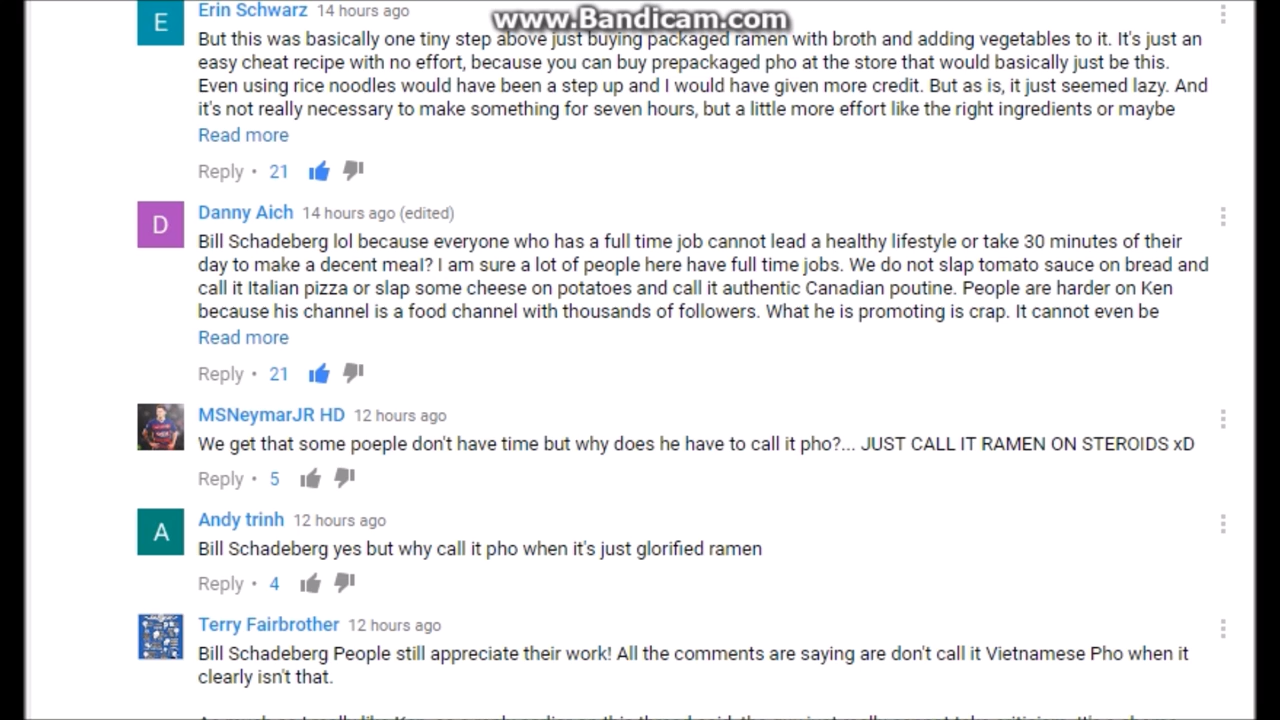 www.Bandicam.com
E
Erin Schwarz 14 hours ago
But this was basically one tiny step above just buying packaged ramen with broth and adding vegetables to it. It's just an
easy cheat recipe with no effort, because you can buy prepackaged pho at the store that would basically just be this.
Even using rice noodles would have been a step up and I would have given more credit. But as is, it just seemed lazy. And
it's not really necessary to make something for seven hours, but a little more effort like the right ingredients or maybe
Read more
Reply • 21
D
Danny Aich 14 hours ago (edited)
Bill Schadeberg lol because everyone who has a full time job cannot lead a healthy lifestyle or take 30 minutes of their
day to make a decent meal? I am sure a lot of people here have full time jobs. We do not slap tomato sauce on bread and
call it Italian pizza or slap some cheese on potatoes and call it authentic Canadian poutine. People are harder on Ken
because his channel is a food channel with thousands of followers. What he is promoting is crap. It cannot even be
Read more
Reply • 21
MSNeymarJR HD 12 hours ago
We get that some poeple don't have time but why does he have to call it pho?... JUST CALL IT RAMEN ON STEROIDS xD
Reply • 5
A
Andy trinh 12 hours ago
Bill Schadeberg yes but why call it pho when it's just glorified ramen
Reply • 4
Terry Fairbrother 12 hours ago
Bill Schadeberg People still appreciate their work! All the comments are saying are don't call it Vietnamese Pho when it
clearly isn't that.